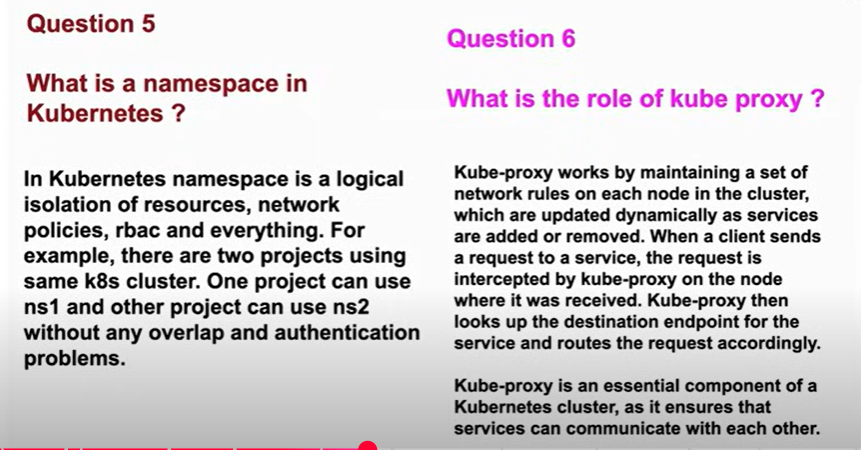 Question 5
What is a namespace in
Kubernetes ?
In Kubernetes namespace is a logical
isolation of resources, network
policies, rbac and everything. For
example, there are two projects using
same k8s cluster. One project can use
ns1 and other project can use ns2
without any overlap and authentication
problems.
Question 6
What is the role of kube proxy ?
Kube-proxy works by maintaining a set of
network rules on each node in the cluster,
which are updated dynamically as services
are added or removed. When a client sends
a request to a service, the request is
intercepted by kube-proxy on the node
where it was received. Kube-proxy then
looks up the destination endpoint for the
service and routes the request accordingly.
Kube-proxy is an essential component of a
Kubernetes cluster, as it ensures that
services can communicate with each other.